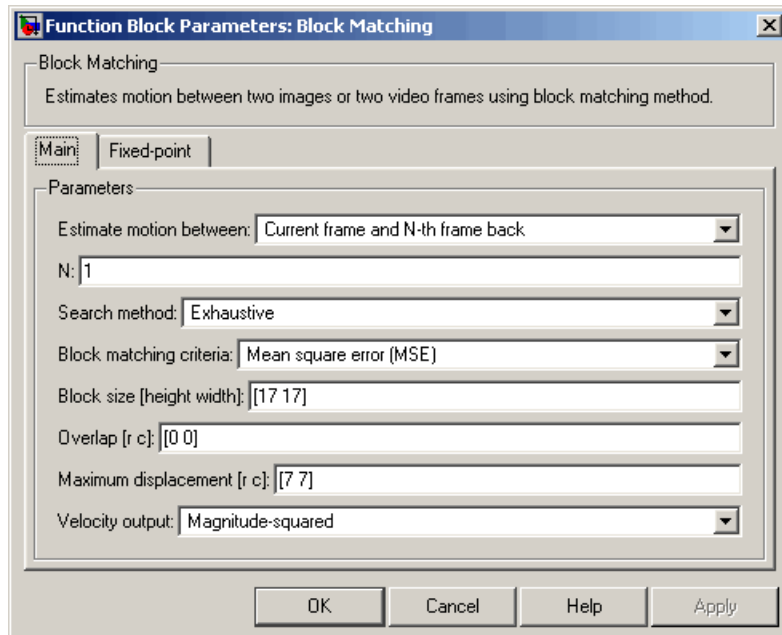 Function Block Parameters: Block Matching
Block Matching
Estimates motion between two images or two video frames using block matching method.
Main Fixed-point
Parameters
Estimate motion between: Current frame and N-th frame back
N: 1
Search method: Exhaustive
Block matching criteria: Mean square error (MSE)
Block size [height width]: [17 17]
Overlap [r c]: [0 0]
Maximum displacement [r c]: [7 7]
Velocity output: Magnitude-squared
OK Cancel Help Apply